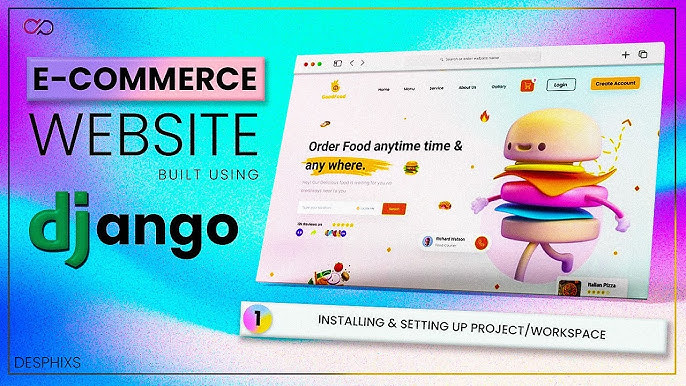 E-COMMERCE
WEBSITE
BUILT USING
django
Search or enter website name
Home Menu Service About Us Gallery Login Create Account
Order Food anytime time &
any where.
Hey! Our delicious food is waiting for you, we
are always near to you
Search
Richard Watson
Food Courier
Italian Pizza
1 INSTALLING & SETTING UP PROJECT/WORKSPACE
DESPHIXS